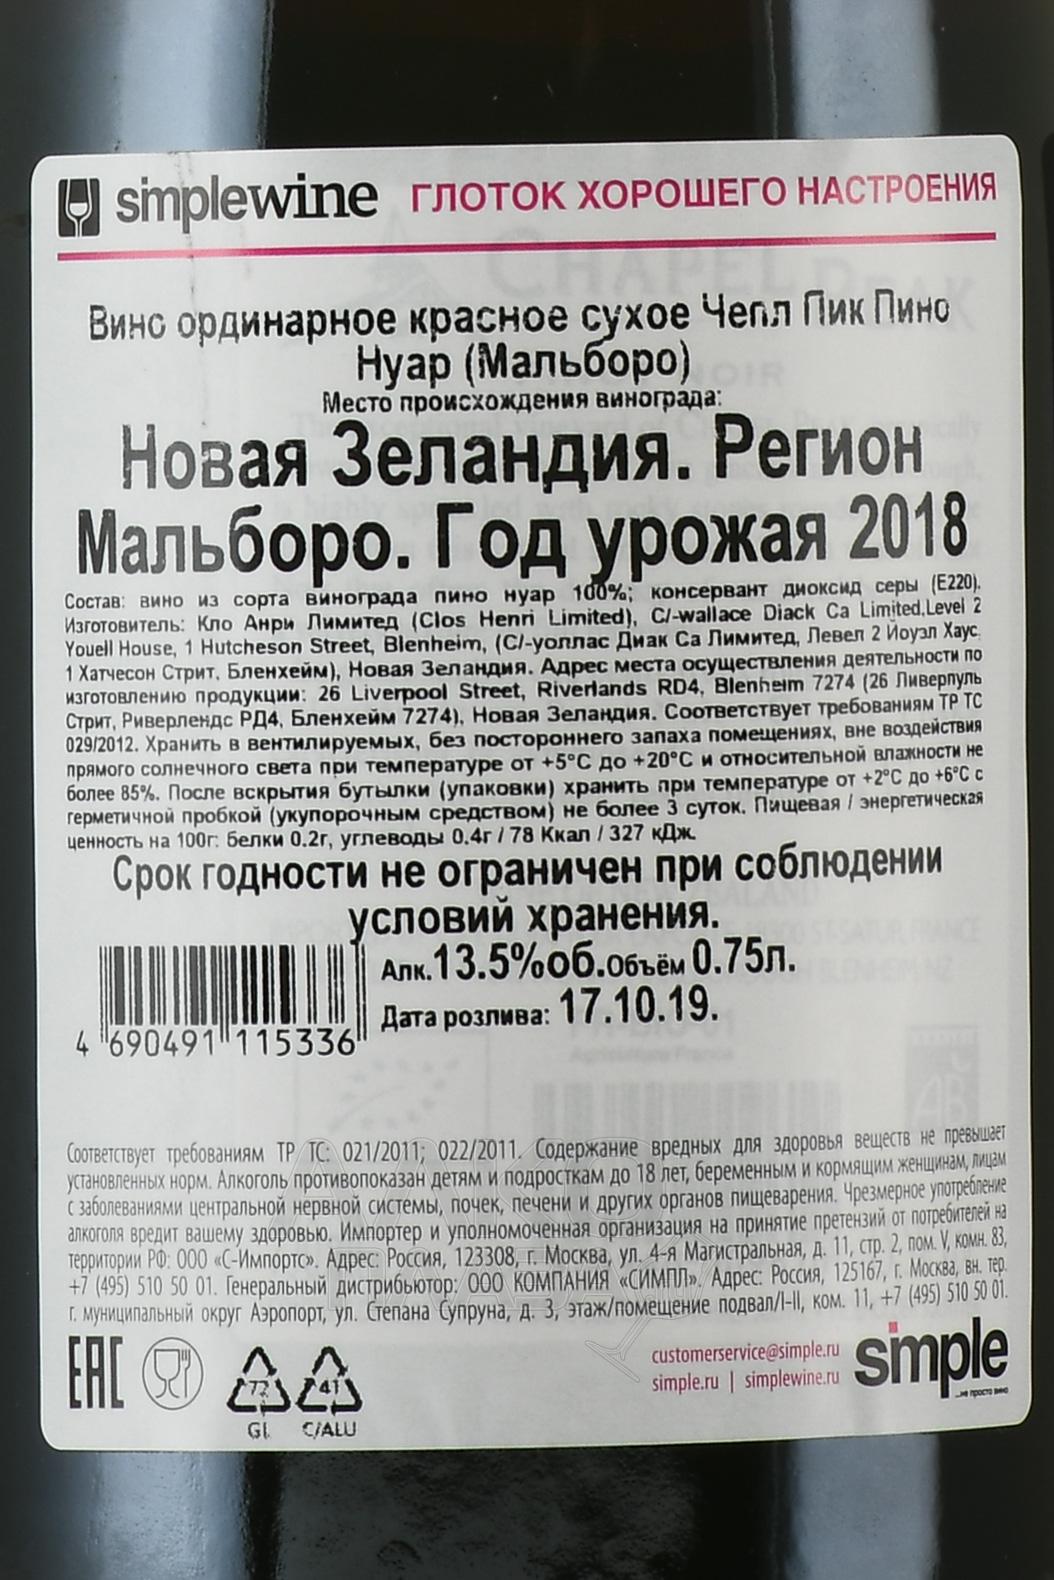 simplewine ГЛОТОК ХОРОШЕГО НАСТРОЕНИЯ
Вино ординарное красное сухое Чепл Пик Пино
Нуар (Мальборо)
Место происхождения винограда:
Новая Зеландия. Регион
Мальборо. Год урожая 2018
Состав: вино из сорта винограда пино нуар 100%; консервант диоксид серы (E220).
Изготовитель: Кло Анри Лимитед (Clos Henri Limited), C/-wallace Diack Ca Limited,Level 2
Youell House, 1 Hutcheson Street, Blenheim, (С/-уоллас Диак Са Лимитед, Левел 2 Йоуэл Хаус
1 Хатчесон Стрит, Бленхейм), Новая Зеландия. Адрес места осуществления деятельности по
изготовлению продукции: 26 Liverpool Street, Riverlands RD4, Blenheim 7274 (26 Ливерпуль
Стрит, Риверлендс РД4, Бленхейм 7274), Новая Зеландия. Соответствует требованиям ТР ТС
029/2012. Хранить в вентилируемых, без постороннего запаха помещениях, вне воздействия
прямого солнечного света при температуре от +5°C до +20°C и относительной влажности не
более 85%. После вскрытия бутылки (упаковки) хранить при температуре от +2°C до +6°C с
герметичной пробкой (укупорочным средством) не более 3 суток. Пищевая / энергетическая
ценность на 100г: белки 0.2г, углеводы 0.4г / 78 Ккал / 327 кДж.
Срок годности не ограничен при соблюдении
условий хранения.
Алк.13.5%об.Объём 0.75л.
Дата розлива: 17.10.19.
4 690491 115336
Соответствует требованиям ТР ТС: 021/2011; 022/2011. Содержание вредных для здоровья веществ не превышает
установленных норм. Алкоголь противопоказан детям и подросткам до 18 лет, беременным и кормящим женщинам, лицам
с заболеваниями центральной нервной системы, почек, печени и других органов пищеварения. Чрезмерное употребление
алкоголя вредит вашему здоровью. Импортер и уполномоченная организация на принятие претензий от потребителей на
территории РФ: ООО «С-Импортс». Адрес: Россия, 123308, г. Москва, ул. 4-я Магистральная, д. 11, стр. 2, пом. V, комн. 83,
+7 (495) 510 50 01. Генеральный дистрибьютор: ООО КОМПАНИЯ «СИМПЛ». Адрес: Россия, 125167, г. Москва, вн. тер.
г. муниципальный округ Аэропорт, ул. Степана Супруна, д. 3, этаж/помещение подвал/I-II, ком. 11, +7 (495) 510 50 01.
EAC
72
GL
41
C/ALU
customerservice@simple.ru
simple.ru | simplewine.ru
simple
...не просто вино